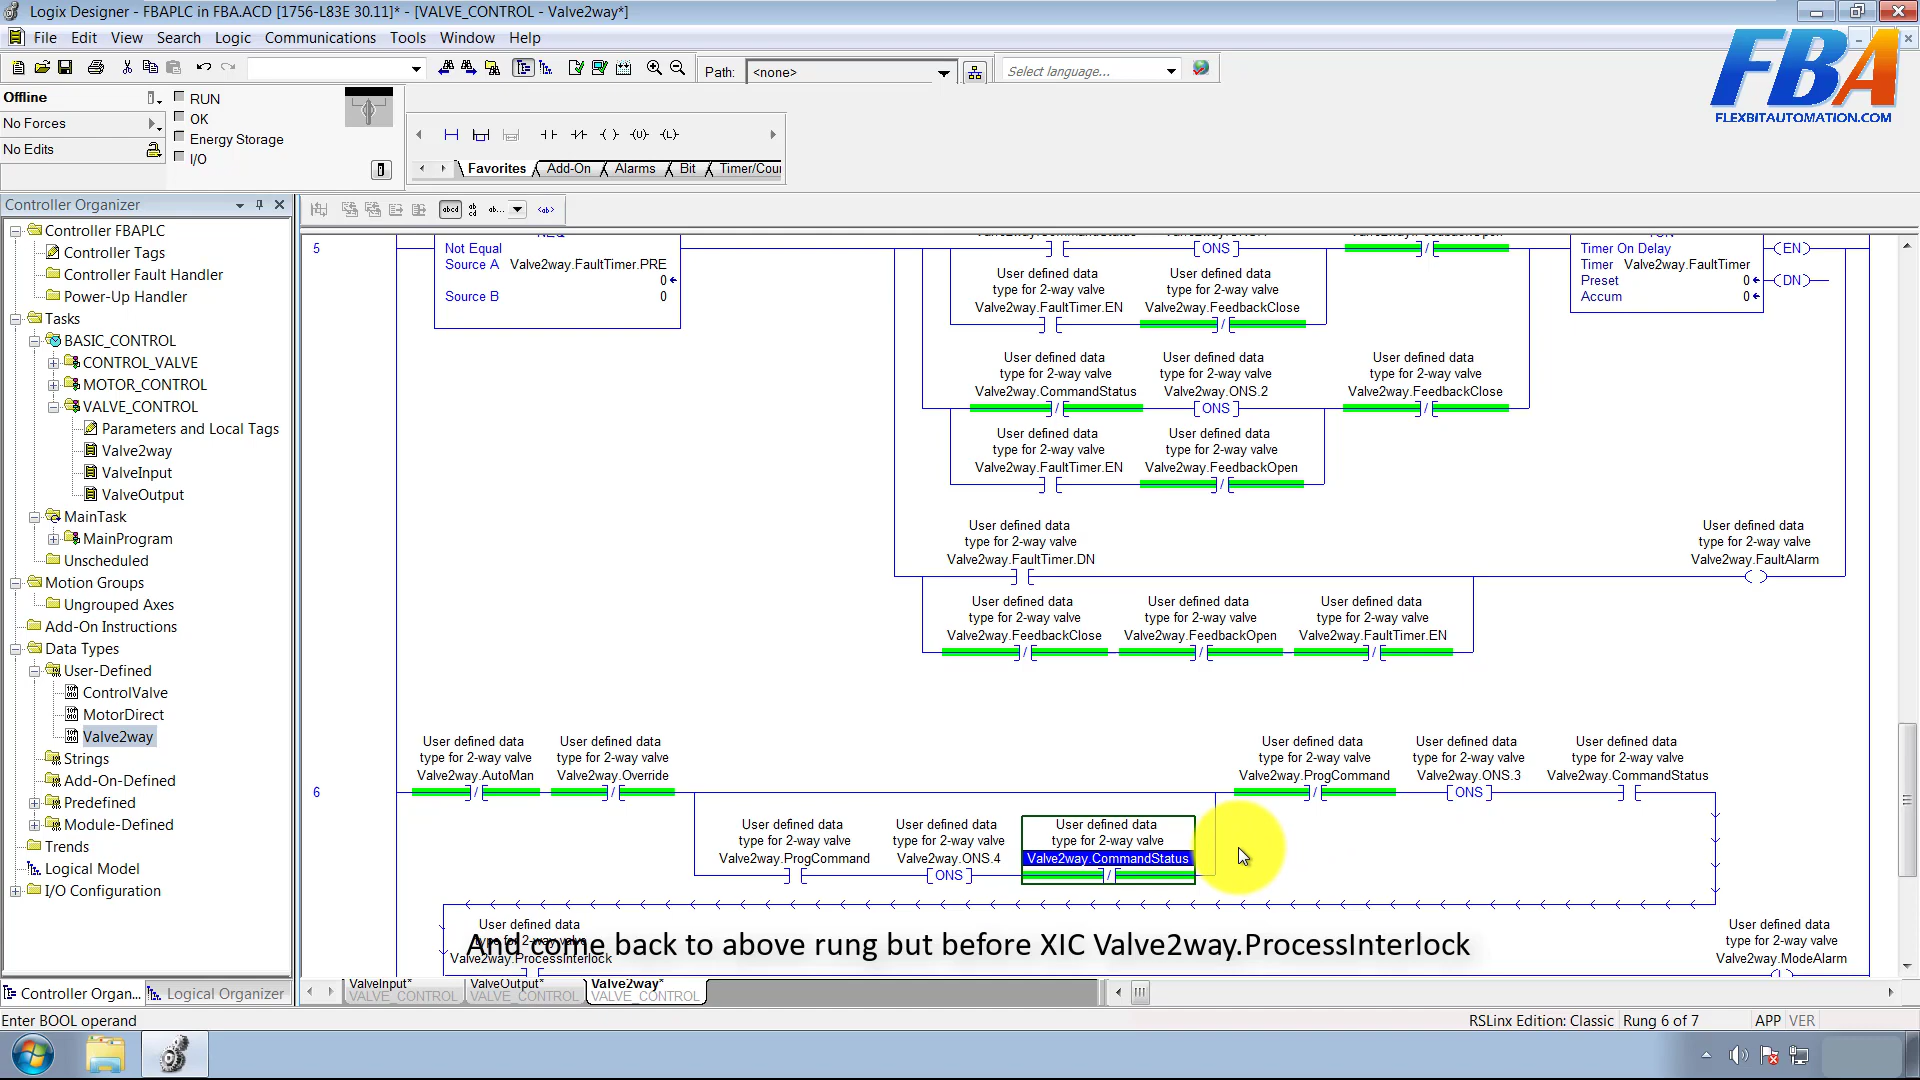 Logix Designer - FBAPLC in FBA.ACD [1756-L83E 30.11]* - [VALVE_CONTROL - Valve2way*]
File Edit View Search Logic Communications Tools Window Help
Path: <none>
Select language...
FBA
FLEXBITAUTOMATION.COM
Offline
No Forces
No Edits
RUN
OK
Energy Storage
I/O
Favorites Add-On Alarms Bit Timer/Cou
Controller Organizer
Controller FBAPLC
Controller Tags
Controller Fault Handler
Power-Up Handler
Tasks
BASIC_CONTROL
CONTROL_VALVE
MOTOR_CONTROL
VALVE_CONTROL
Parameters and Local Tags
Valve2way
ValveInput
ValveOutput
MainTask
MainProgram
Unscheduled
Motion Groups
Ungrouped Axes
Add-On Instructions
Data Types
User-Defined
ControlValve
MotorDirect
Valve2way
Strings
Add-On-Defined
Predefined
Module-Defined
Trends
Logical Model
I/O Configuration
Controller Organ... Logical Organizer
5
Not Equal
Source A Valve2way.FaultTimer.PRE
0
Source B 0
ONS
Timer On Delay
Timer Valve2way.FaultTimer
Preset 0
Accum 0
EN
DN
User defined data
type for 2-way valve
Valve2way.FaultTimer.EN
User defined data
type for 2-way valve
Valve2way.FeedbackClose
User defined data
type for 2-way valve
Valve2way.CommandStatus
User defined data
type for 2-way valve
Valve2way.ONS.2
ONS
User defined data
type for 2-way valve
Valve2way.FeedbackClose
User defined data
type for 2-way valve
Valve2way.FaultTimer.EN
User defined data
type for 2-way valve
Valve2way.FeedbackOpen
User defined data
type for 2-way valve
Valve2way.FaultTimer.DN
User defined data
type for 2-way valve
Valve2way.FaultAlarm
User defined data
type for 2-way valve
Valve2way.FeedbackClose
User defined data
type for 2-way valve
Valve2way.FeedbackOpen
User defined data
type for 2-way valve
Valve2way.FaultTimer.EN
6
User defined data
type for 2-way valve
Valve2way.AutoMan
User defined data
type for 2-way valve
Valve2way.Override
User defined data
type for 2-way valve
Valve2way.ProgCommand
User defined data
type for 2-way valve
Valve2way.ONS.3
ONS
User defined data
type for 2-way valve
Valve2way.CommandStatus
User defined data
type for 2-way valve
Valve2way.ProgCommand
User defined data
type for 2-way valve
Valve2way.ONS.4
ONS
User defined data
type for 2-way valve
Valve2way.CommandStatus
User defined data
type for 2-way valve
Valve2way.ProcessInterlock
User defined data
type for 2-way valve
Valve2way.ModeAlarm
And come back to above rung but before XIC Valve2way.ProcessInterlock
ValveInput* ValveOutput* Valve2way*
VALVE_CONTROL VALVE_CONTROL VALVE_CONTROL
Enter BOOL operand
RSLinx Edition: Classic Rung 6 of 7 APP VER